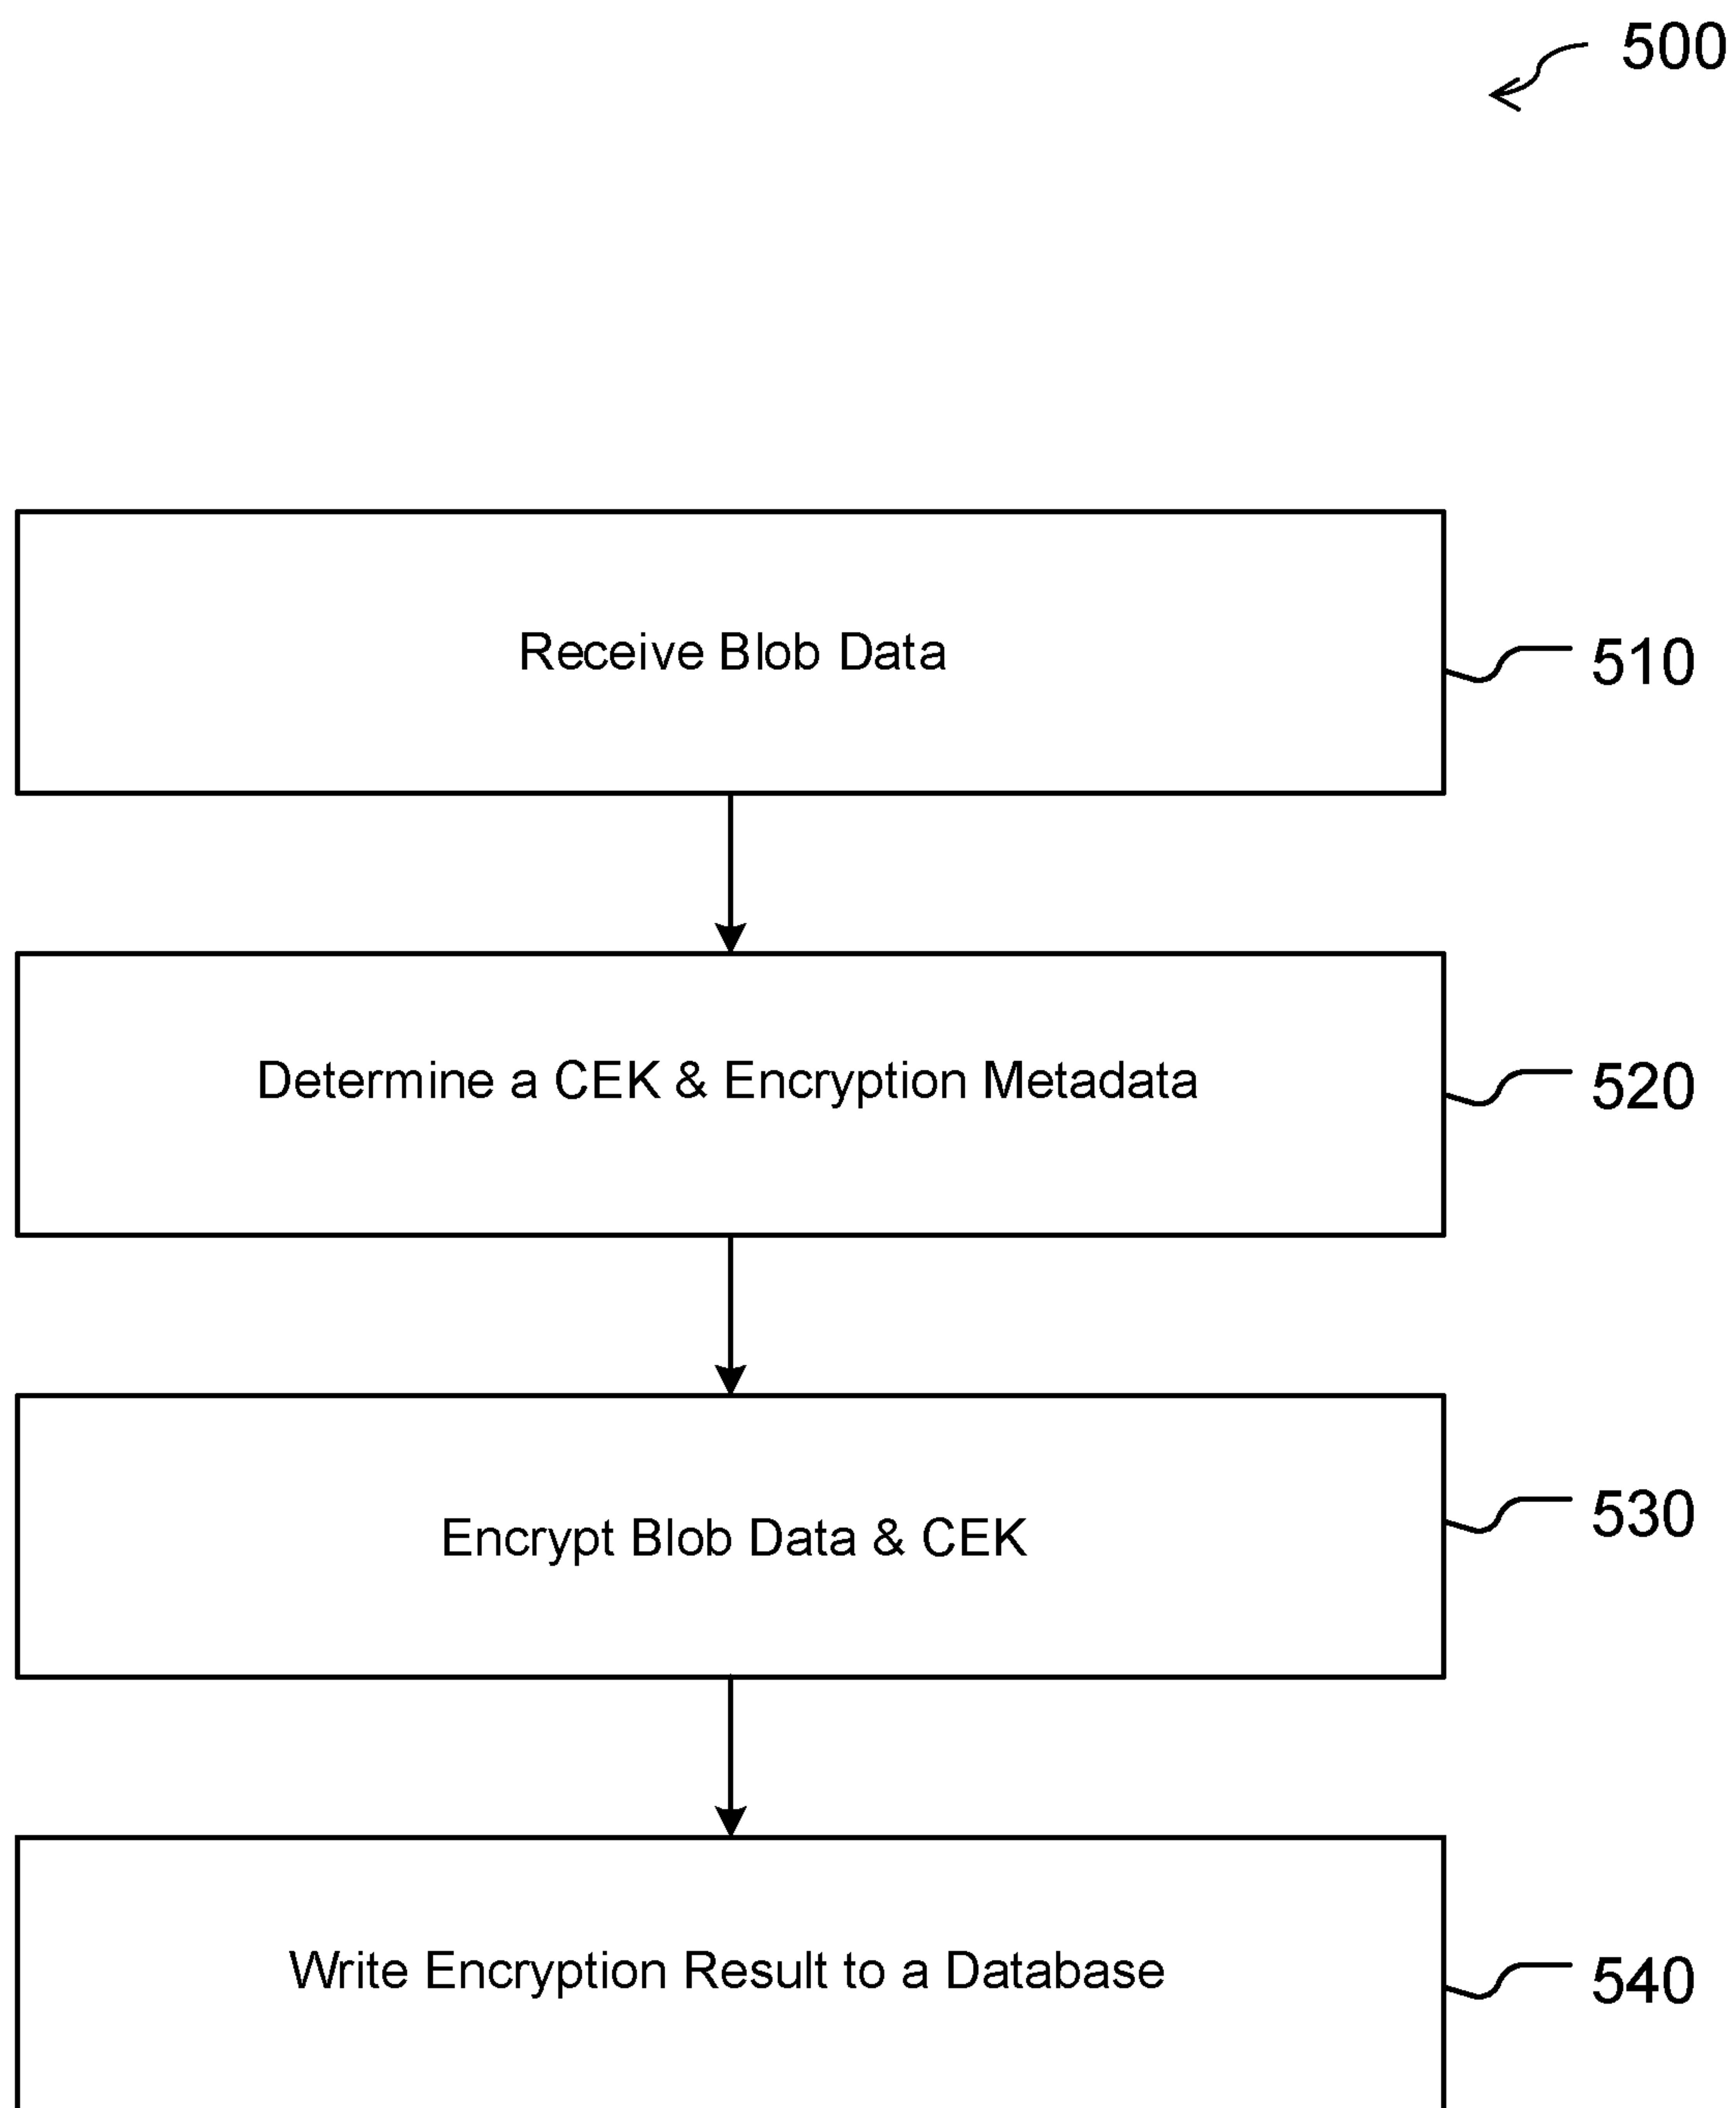 500
Receive Blob Data
510
Determine a CEK & Encryption Metadata
520
Encrypt Blob Data & CEK
530
Write Encryption Result to a Database
540